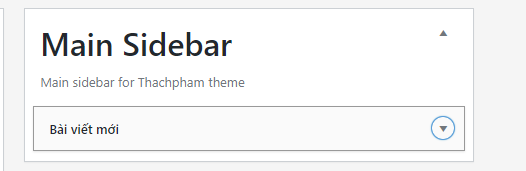 Main Sidebar
Main sidebar for Thachpham theme
Bài viết mới